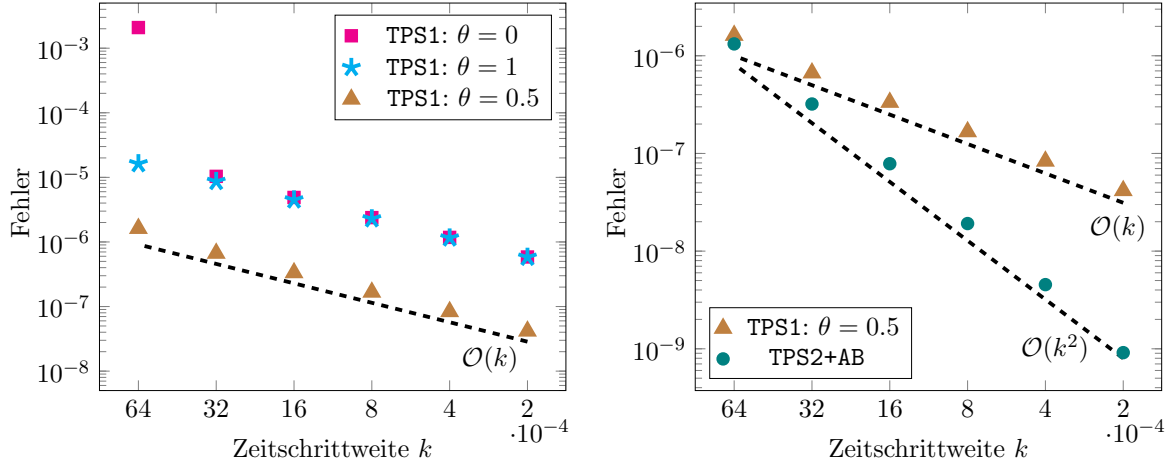 10⁻³
10⁻⁴
10⁻⁵
10⁻⁶
10⁻⁷
10⁻⁸
Fehler
TPS1: θ = 0
TPS1: θ = 1
TPS1: θ = 0.5
𝒪(k)
64 32 16 8 4 2
·10⁻⁴
Zeitschrittweite k
10⁻⁶
10⁻⁷
10⁻⁸
10⁻⁹
Fehler
𝒪(k)
𝒪(k²)
TPS1: θ = 0.5
TPS2+AB
64 32 16 8 4 2
·10⁻⁴
Zeitschrittweite k